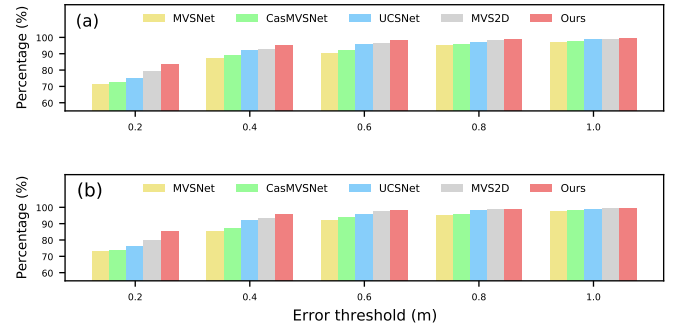 (a) MVSNet CasMVSNet UCSNet MVS2D Ours
Percentage (%)
100
90
80
70
60
0.2 0.4 0.6 0.8 1.0
(b) MVSNet CasMVSNet UCSNet MVS2D Ours
Percentage (%)
100
90
80
70
60
0.2 0.4 0.6 0.8 1.0
Error threshold (m)